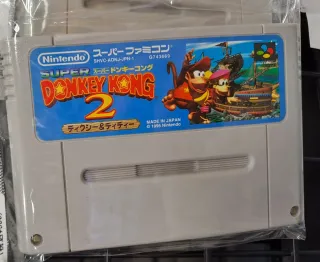 Nintendo スーパーファミコン
SHVC-ADNJ-JPN-1
SUPER スーパードンキーコング
DONKEY KONG
2
ディクシー&ディディー
MADE IN JAPAN
© 1995 Nintendo